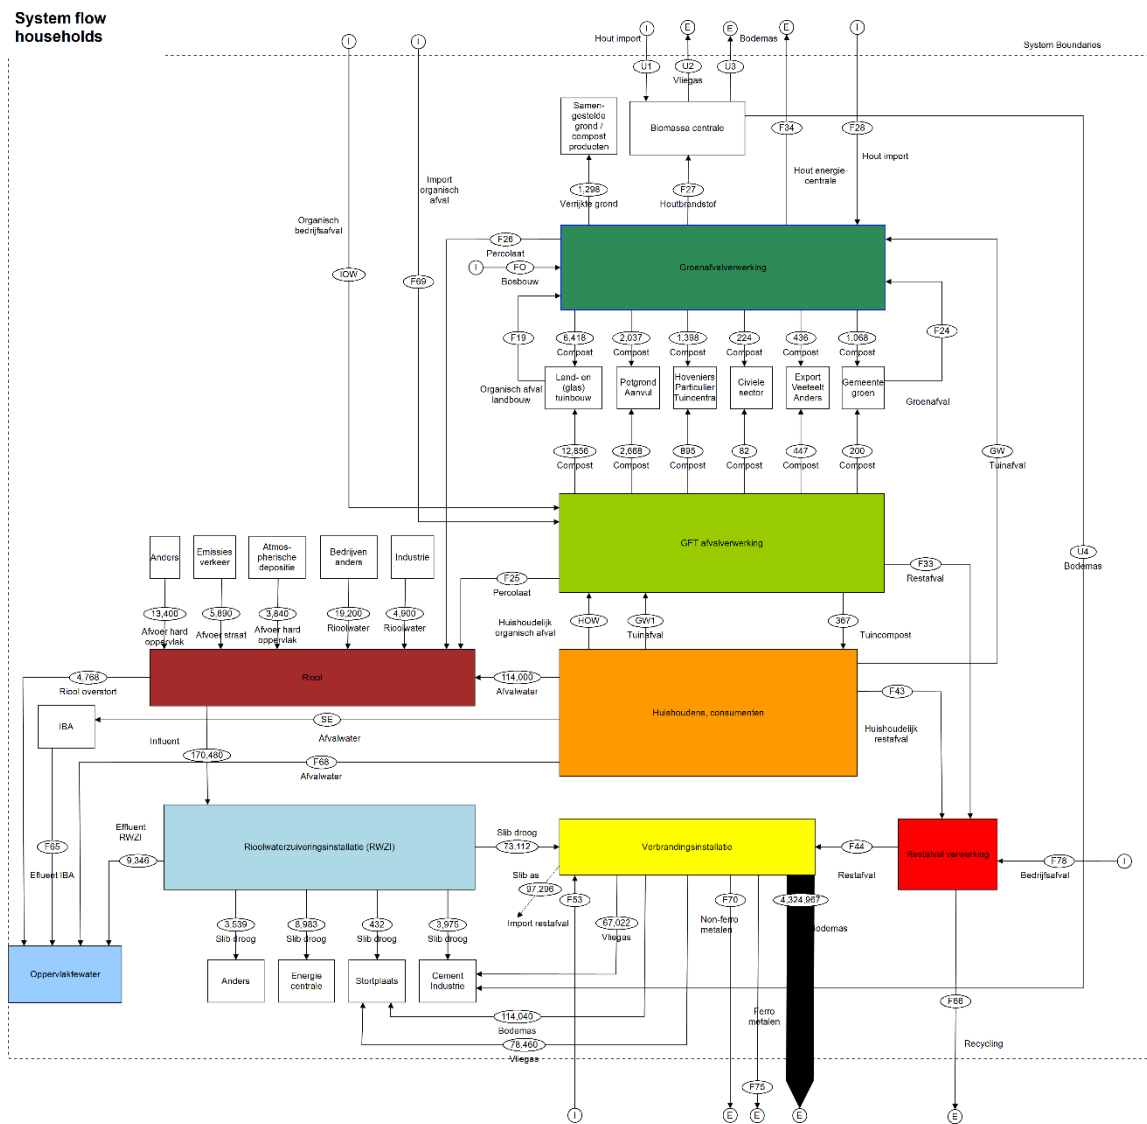 System flow
households
I
I
Hout import
I
E
E
Bodemas
E
I
System Boundaries
U1
U2
U3
Vliegas
Samen-
gestelde
grond /
compost
producten
Biomassa centrale
F34
F28
Hout import
Import
organisch
afval
Hout energie-
centrale
1,298
Verrijkte grond
F27
Houtbrandstof
Organisch
bedrijfsafval
F26
Percolaat
I
FO
Bosbouw
Groenafvalverwerking
IOW
F69
F19
6,418
Compost
2,037
Compost
1,398
Compost
224
Compost
436
Compost
1,068
Compost
F24
Organisch afval
landbouw
Land- en
(glas)
tuinbouw
Potgrond
Aanvul
Hoveniers
Particulier
Tuincentra
Civiele
sector
Export
Veeteelt
Anders
Gemeente
groen
Groenafval
12,856
Compost
2,668
Compost
895
Compost
82
Compost
447
Compost
200
Compost
GW
Tuinafval
GFT afvalverwerking
Anders
Emissies
verkeer
Atmos-
pherische
depositie
Bedrijven
anders
Industrie
U4
Bodemas
F25
Percolaat
F33
Restafval
13,400
Afvoer hard
oppervlak
5,890
Afvoer straat
3,840
Afvoer hard
oppervlak
19,200
Rioolwater
4,900
Rioolwater
Huishoudelijk
organisch afval
HOW
GW1
Tuinafval
367
Tuincompost
4,768
Riool overstort
Riool
114,000
Afvalwater
Huishoudens, consumenten
F43
Huishoudelijk
restafval
IBA
SE
Afvalwater
Influent
170,480
F68
Afvalwater
Effluent
RWZI
9,346
Rioolwaterzuiveringsinstallatie (RWZI)
Slib droog
73,112
Verbrandingsinstallatie
F44
Restafval
Restafval verwerking
F78
Bedrijfsafval
I
F65
Efluent IBA
Slib as
97,296
Import restafval
F53
67,022
Vliegas
F70
Non-ferro
metalen
4,324,967
Bodemas
3,539
Slib droog
8,983
Slib droog
432
Slib droog
3,975
Slib droog
Oppervlaktewater
Anders
Energie
centrale
Stortplaats
Cement
Industrie
114,040
Bodemas
78,460
Vliegas
Ferro
metalen
F66
Recycling
F75
I
E
E
E
E